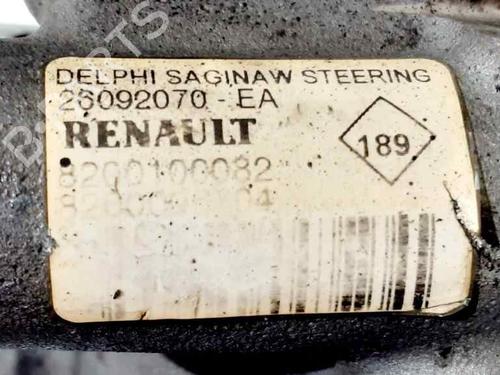 DELPHI SAGINAW STEERING
26092070 - EA
RENAULT
189
8200100082